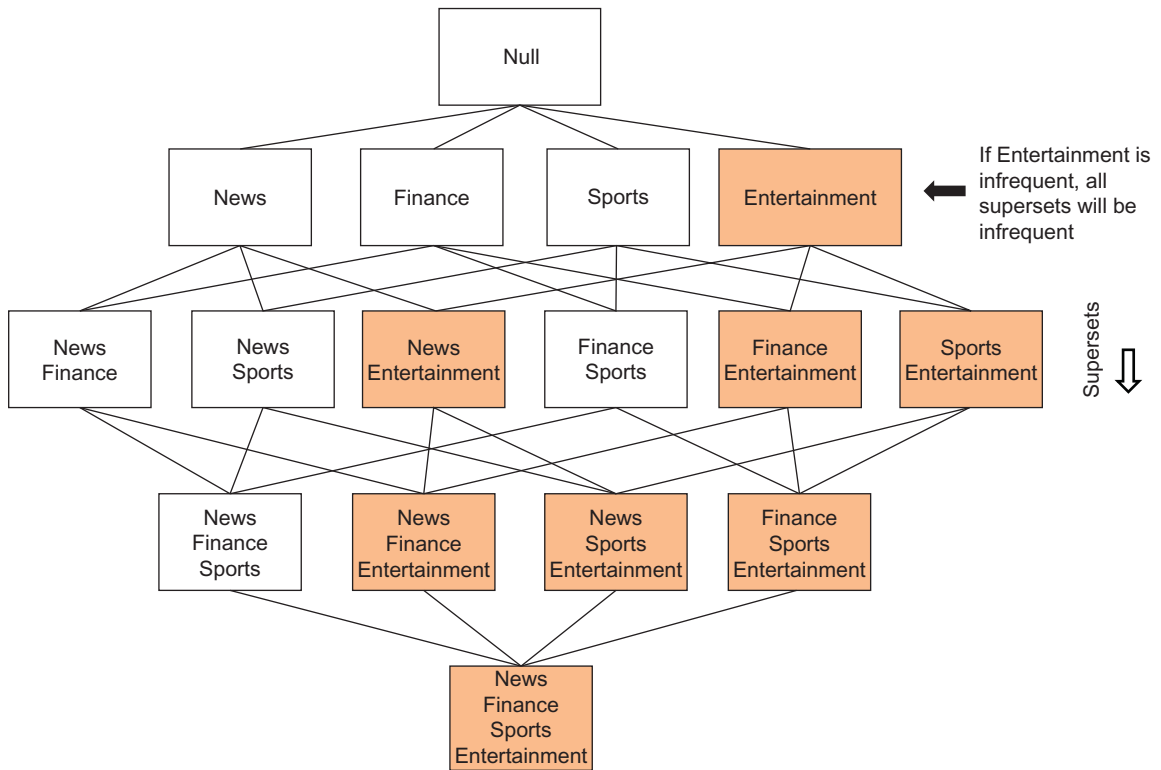 Null
News
Finance
Sports
Entertainment
If Entertainment is
infrequent, all
supersets will be
infrequent
News
Finance
News
Sports
News
Entertainment
Finance
Sports
Finance
Entertainment
Sports
Entertainment
Supersets
News
Finance
Sports
News
Finance
Entertainment
News
Sports
Entertainment
Finance
Sports
Entertainment
News
Finance
Sports
Entertainment